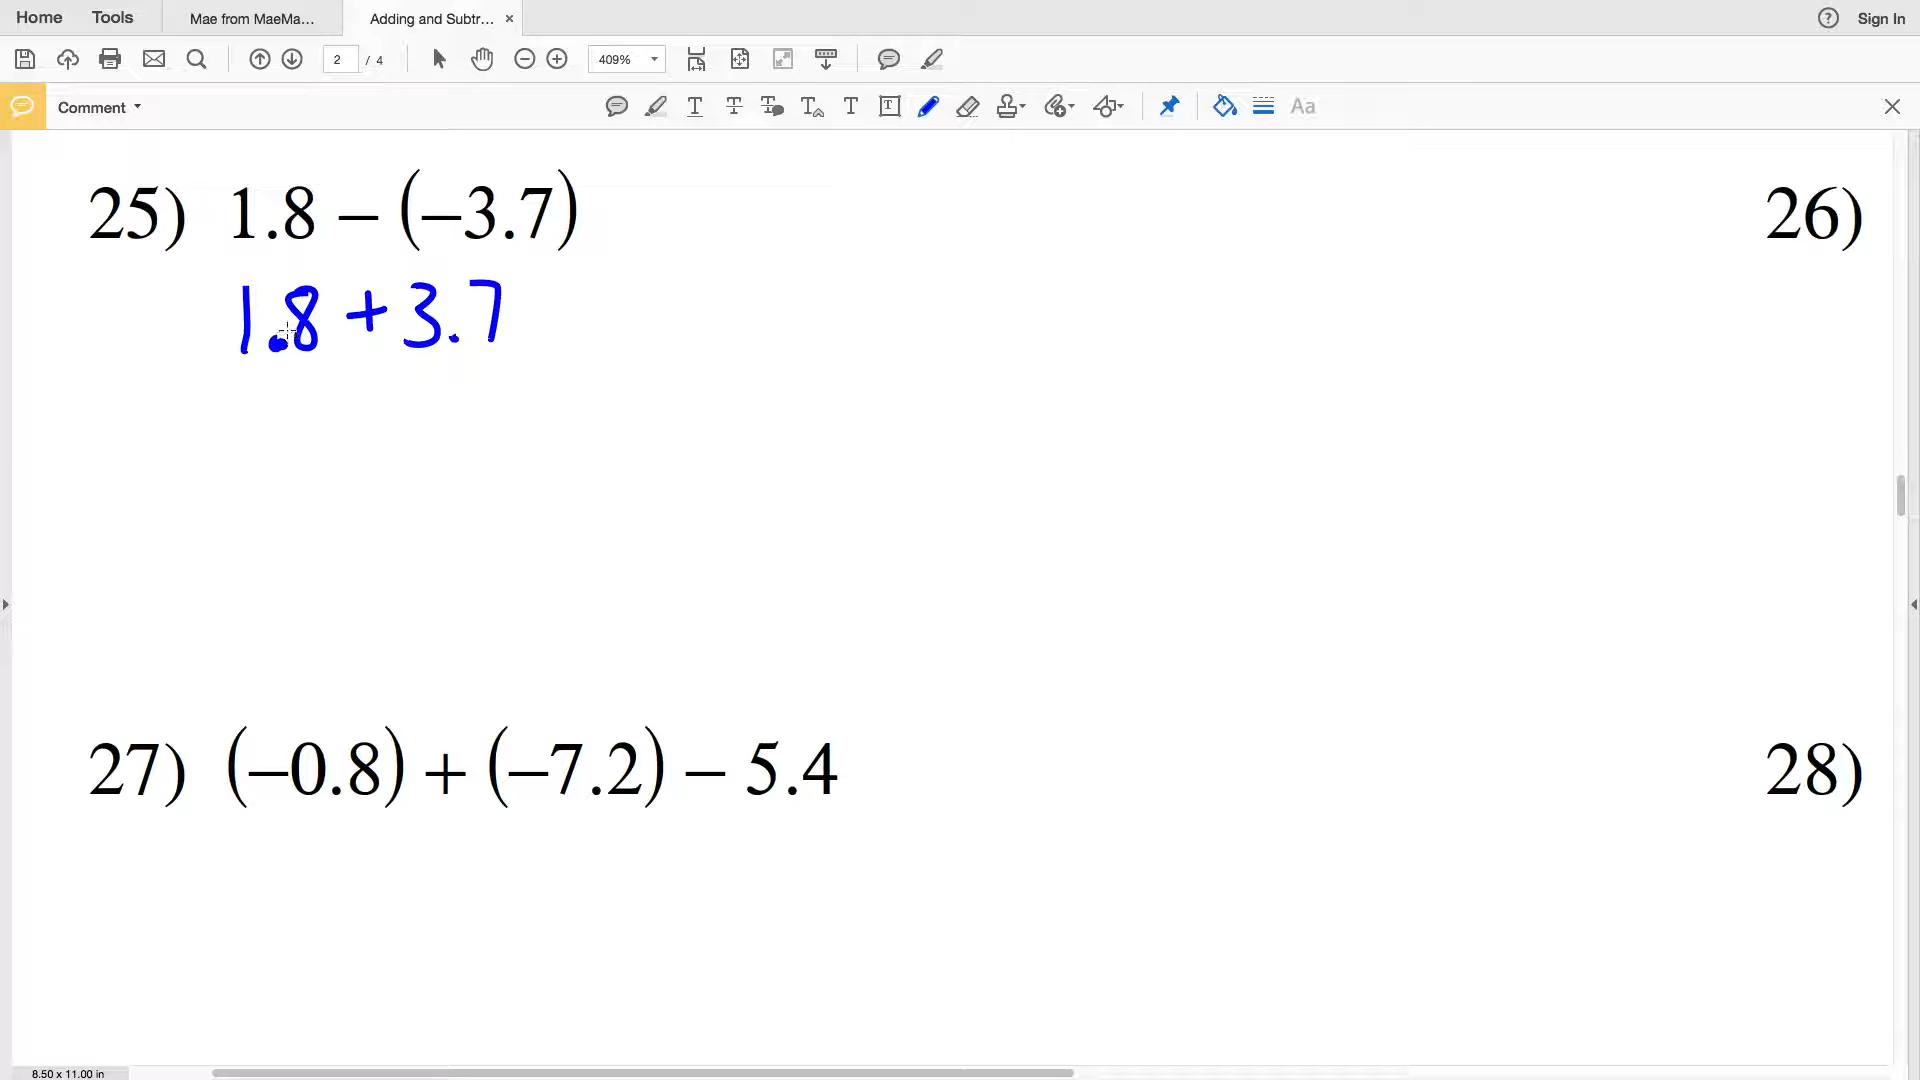 Home Tools Mae from MaeMa... Adding and Subtr... × ? Sign In
2 / 4 409%
Comment T T T T T T Aa
25) 1.8 − (−3.7) 26)
1.8 + 3.7
27) (−0.8) + (−7.2) − 5.4 28)
8.50 x 11.00 in